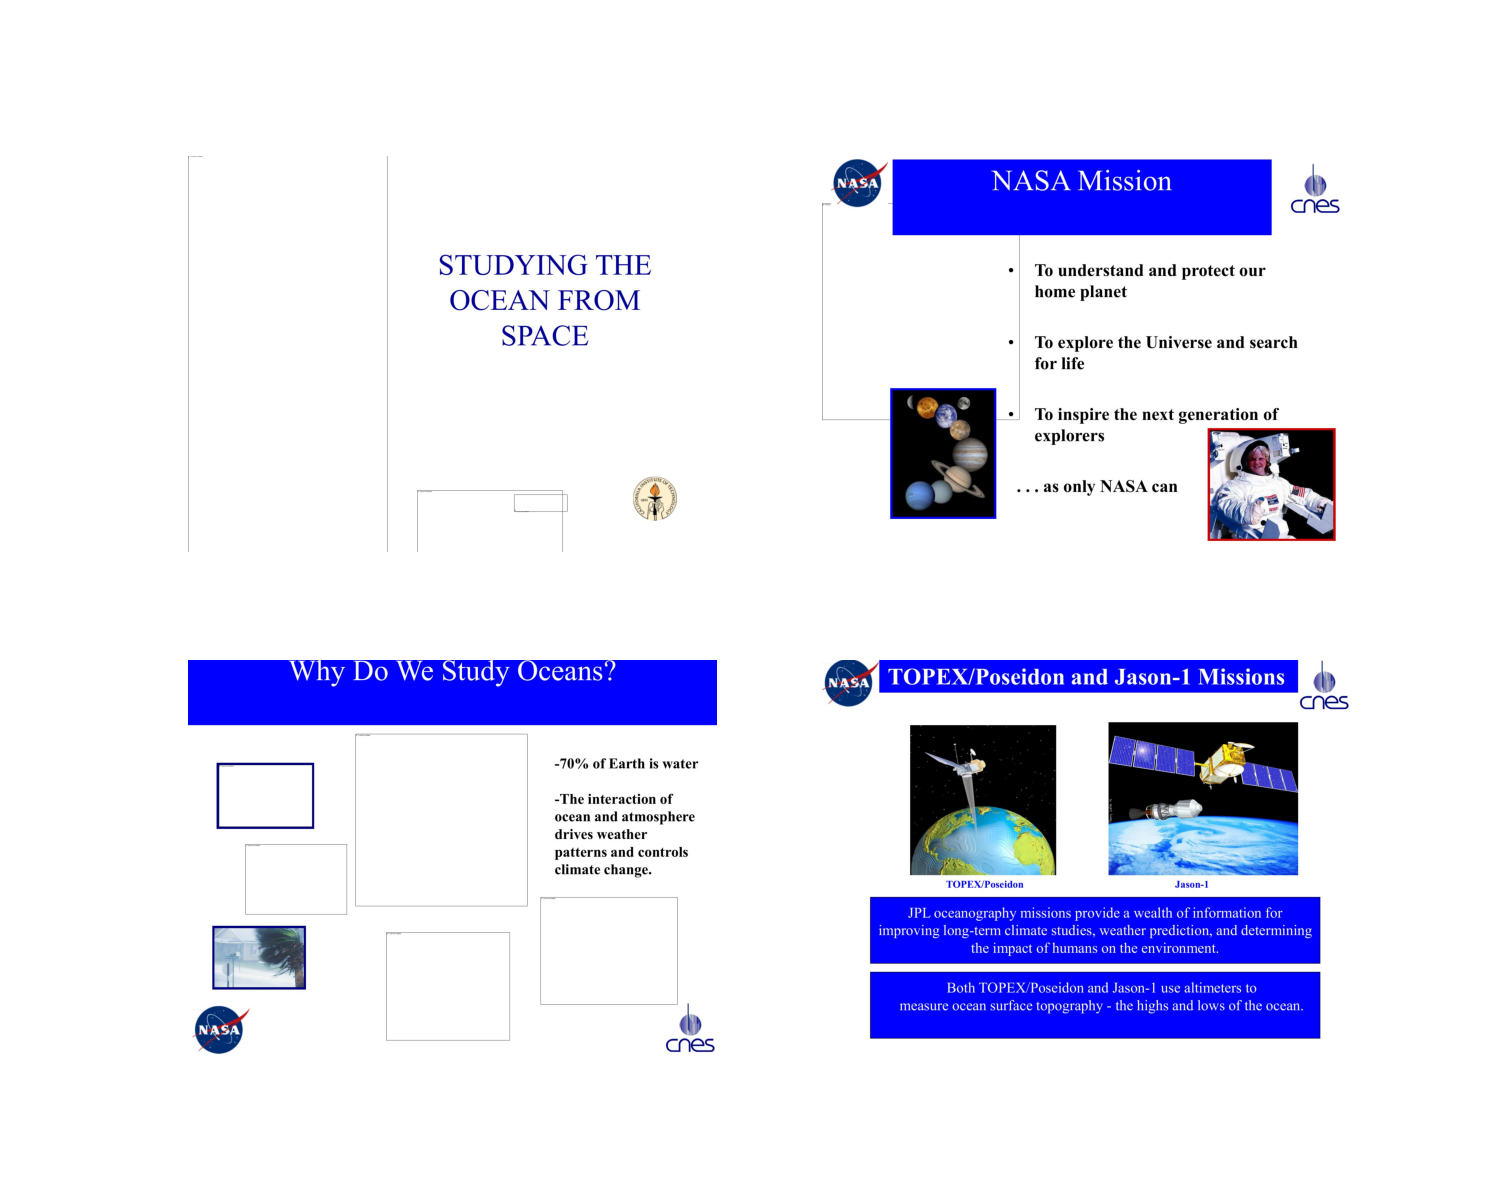 STUDYING THE
OCEAN FROM
SPACE
CALIFORNIA INSTITUTE OF TECHNOLOGY
NASA
NASA Mission
cnes
• To understand and protect our
home planet
• To explore the Universe and search
for life
• To inspire the next generation of
explorers
. . . as only NASA can
Why Do We Study Oceans?
-70% of Earth is water
-The interaction of
ocean and atmosphere
drives weather
patterns and controls
climate change.
NASA
cnes
NASA
TOPEX/Poseidon and Jason-1 Missions
cnes
TOPEX/Poseidon
Jason-1
JPL oceanography missions provide a wealth of information for
improving long-term climate studies, weather prediction, and determining
the impact of humans on the environment.
Both TOPEX/Poseidon and Jason-1 use altimeters to
measure ocean surface topography - the highs and lows of the ocean.